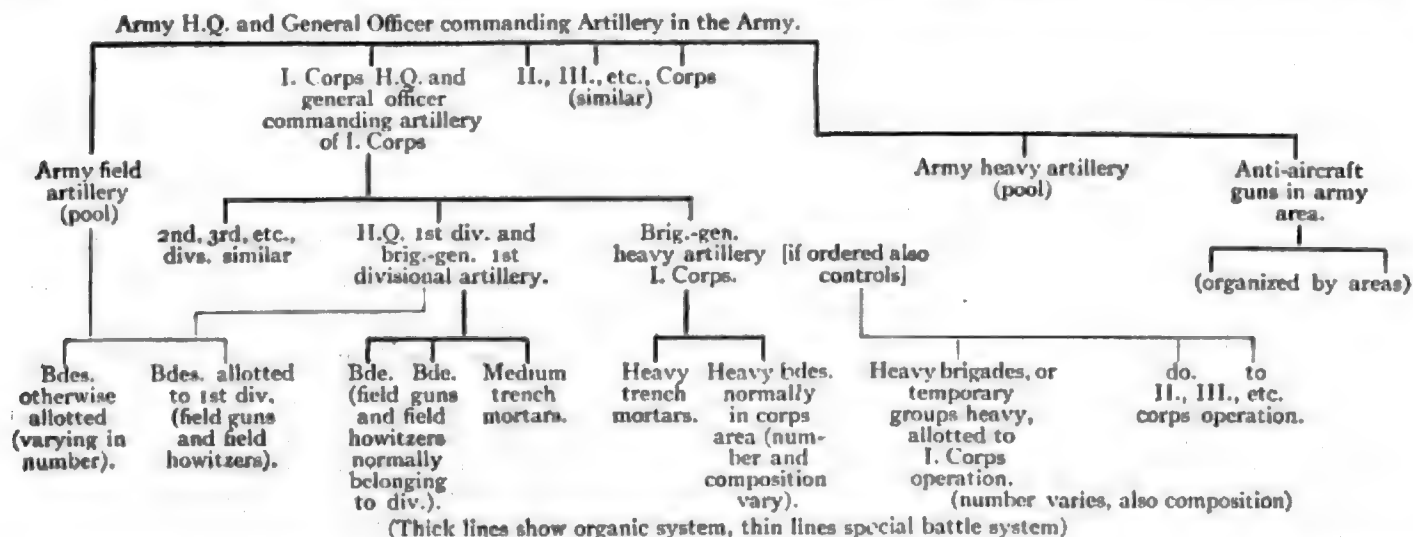 Army H.Q. and General Officer commanding Artillery in the Army.
I. Corps H.Q. and
general officer
commanding artillery
of I. Corps
II., III., etc., Corps
(similar)
Army field
artillery
(pool)
Army heavy artillery
(pool)
Anti-aircraft
guns in army
area.
2nd, 3rd, etc.,
divs. similar
H.Q. 1st div. and
brig.-gen. 1st
divisional artillery.
Brig.-gen.
heavy artillery
I. Corps.
[if ordered also
controls]
(organized by areas)
Bdes.
otherwise
allotted
(varying in
number).
Bdes. allotted
to 1st div.
(field guns
and field
howitzers).
Bde. Bde.
(field guns
and field
howitzers
normally
belonging
to div.).
Medium
trench
mortars.
Heavy
trench
mortars.
Heavy bdes.
normally
in corps
area (num-
ber and
composition
vary).
Heavy brigades, or
temporary
groups heavy,
allotted to
I. Corps
operation.
do. to
II., III., etc.
corps operation.
(number varies, also composition)
(Thick lines show organic system, thin lines special battle system)